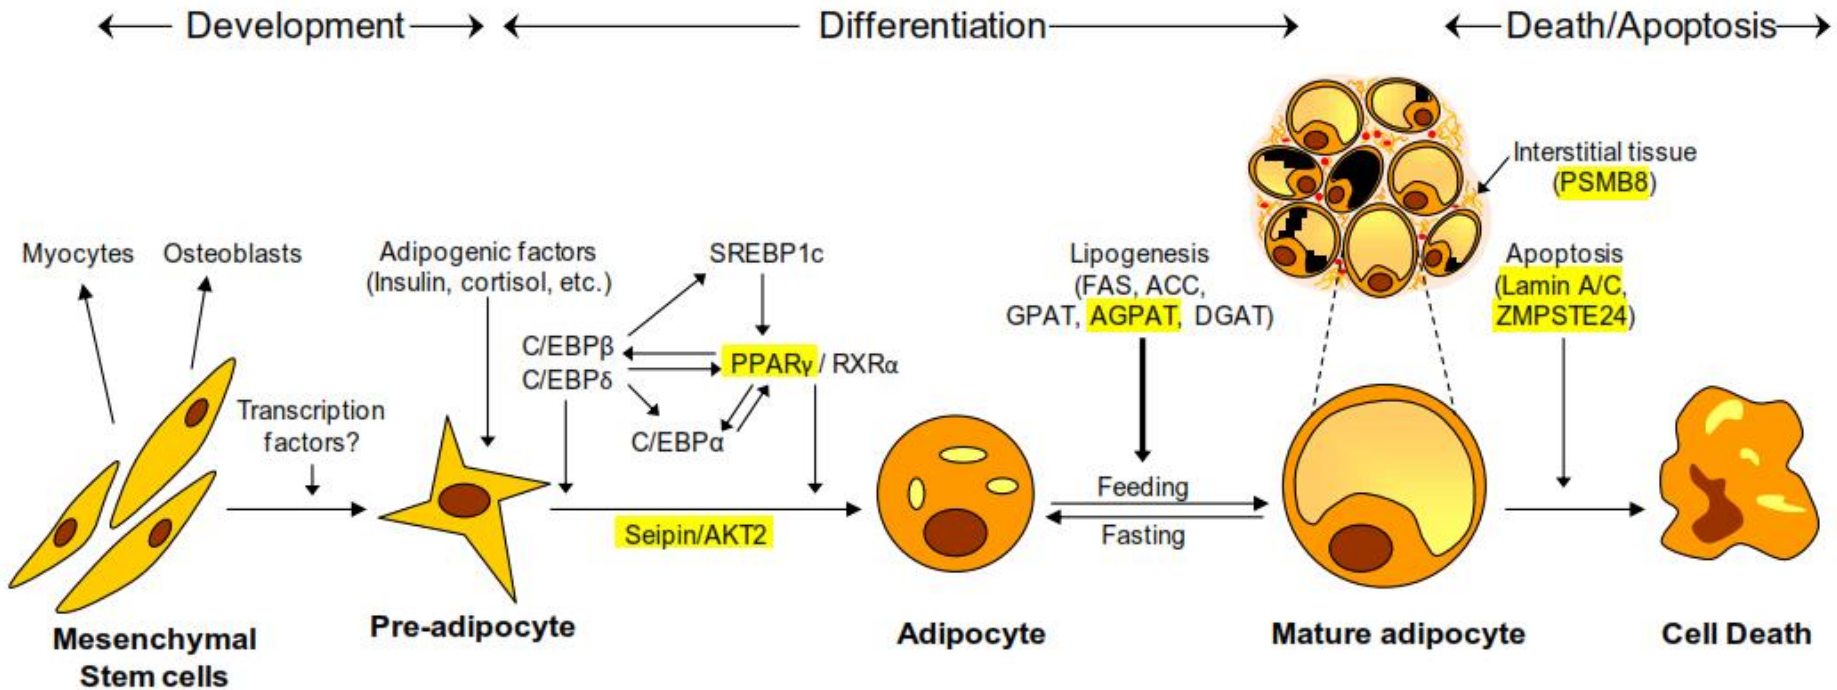 Development
Differentiation
Death/Apoptosis
Interstitial tissue
(PSMB8)
Myocytes
Osteoblasts
Adipogenic factors
(Insulin, cortisol, etc.)
SREBP1c
Lipogenesis
(FAS, ACC,
GPAT, AGPAT, DGAT)
Apoptosis
(Lamin A/C,
ZMPSTE24)
C/EBPβ
C/EBPδ
PPARγ / RXRα
C/EBPα
Transcription
factors?
Seipin/AKT2
Feeding
Fasting
Mesenchymal
Stem cells
Pre-adipocyte
Adipocyte
Mature adipocyte
Cell Death